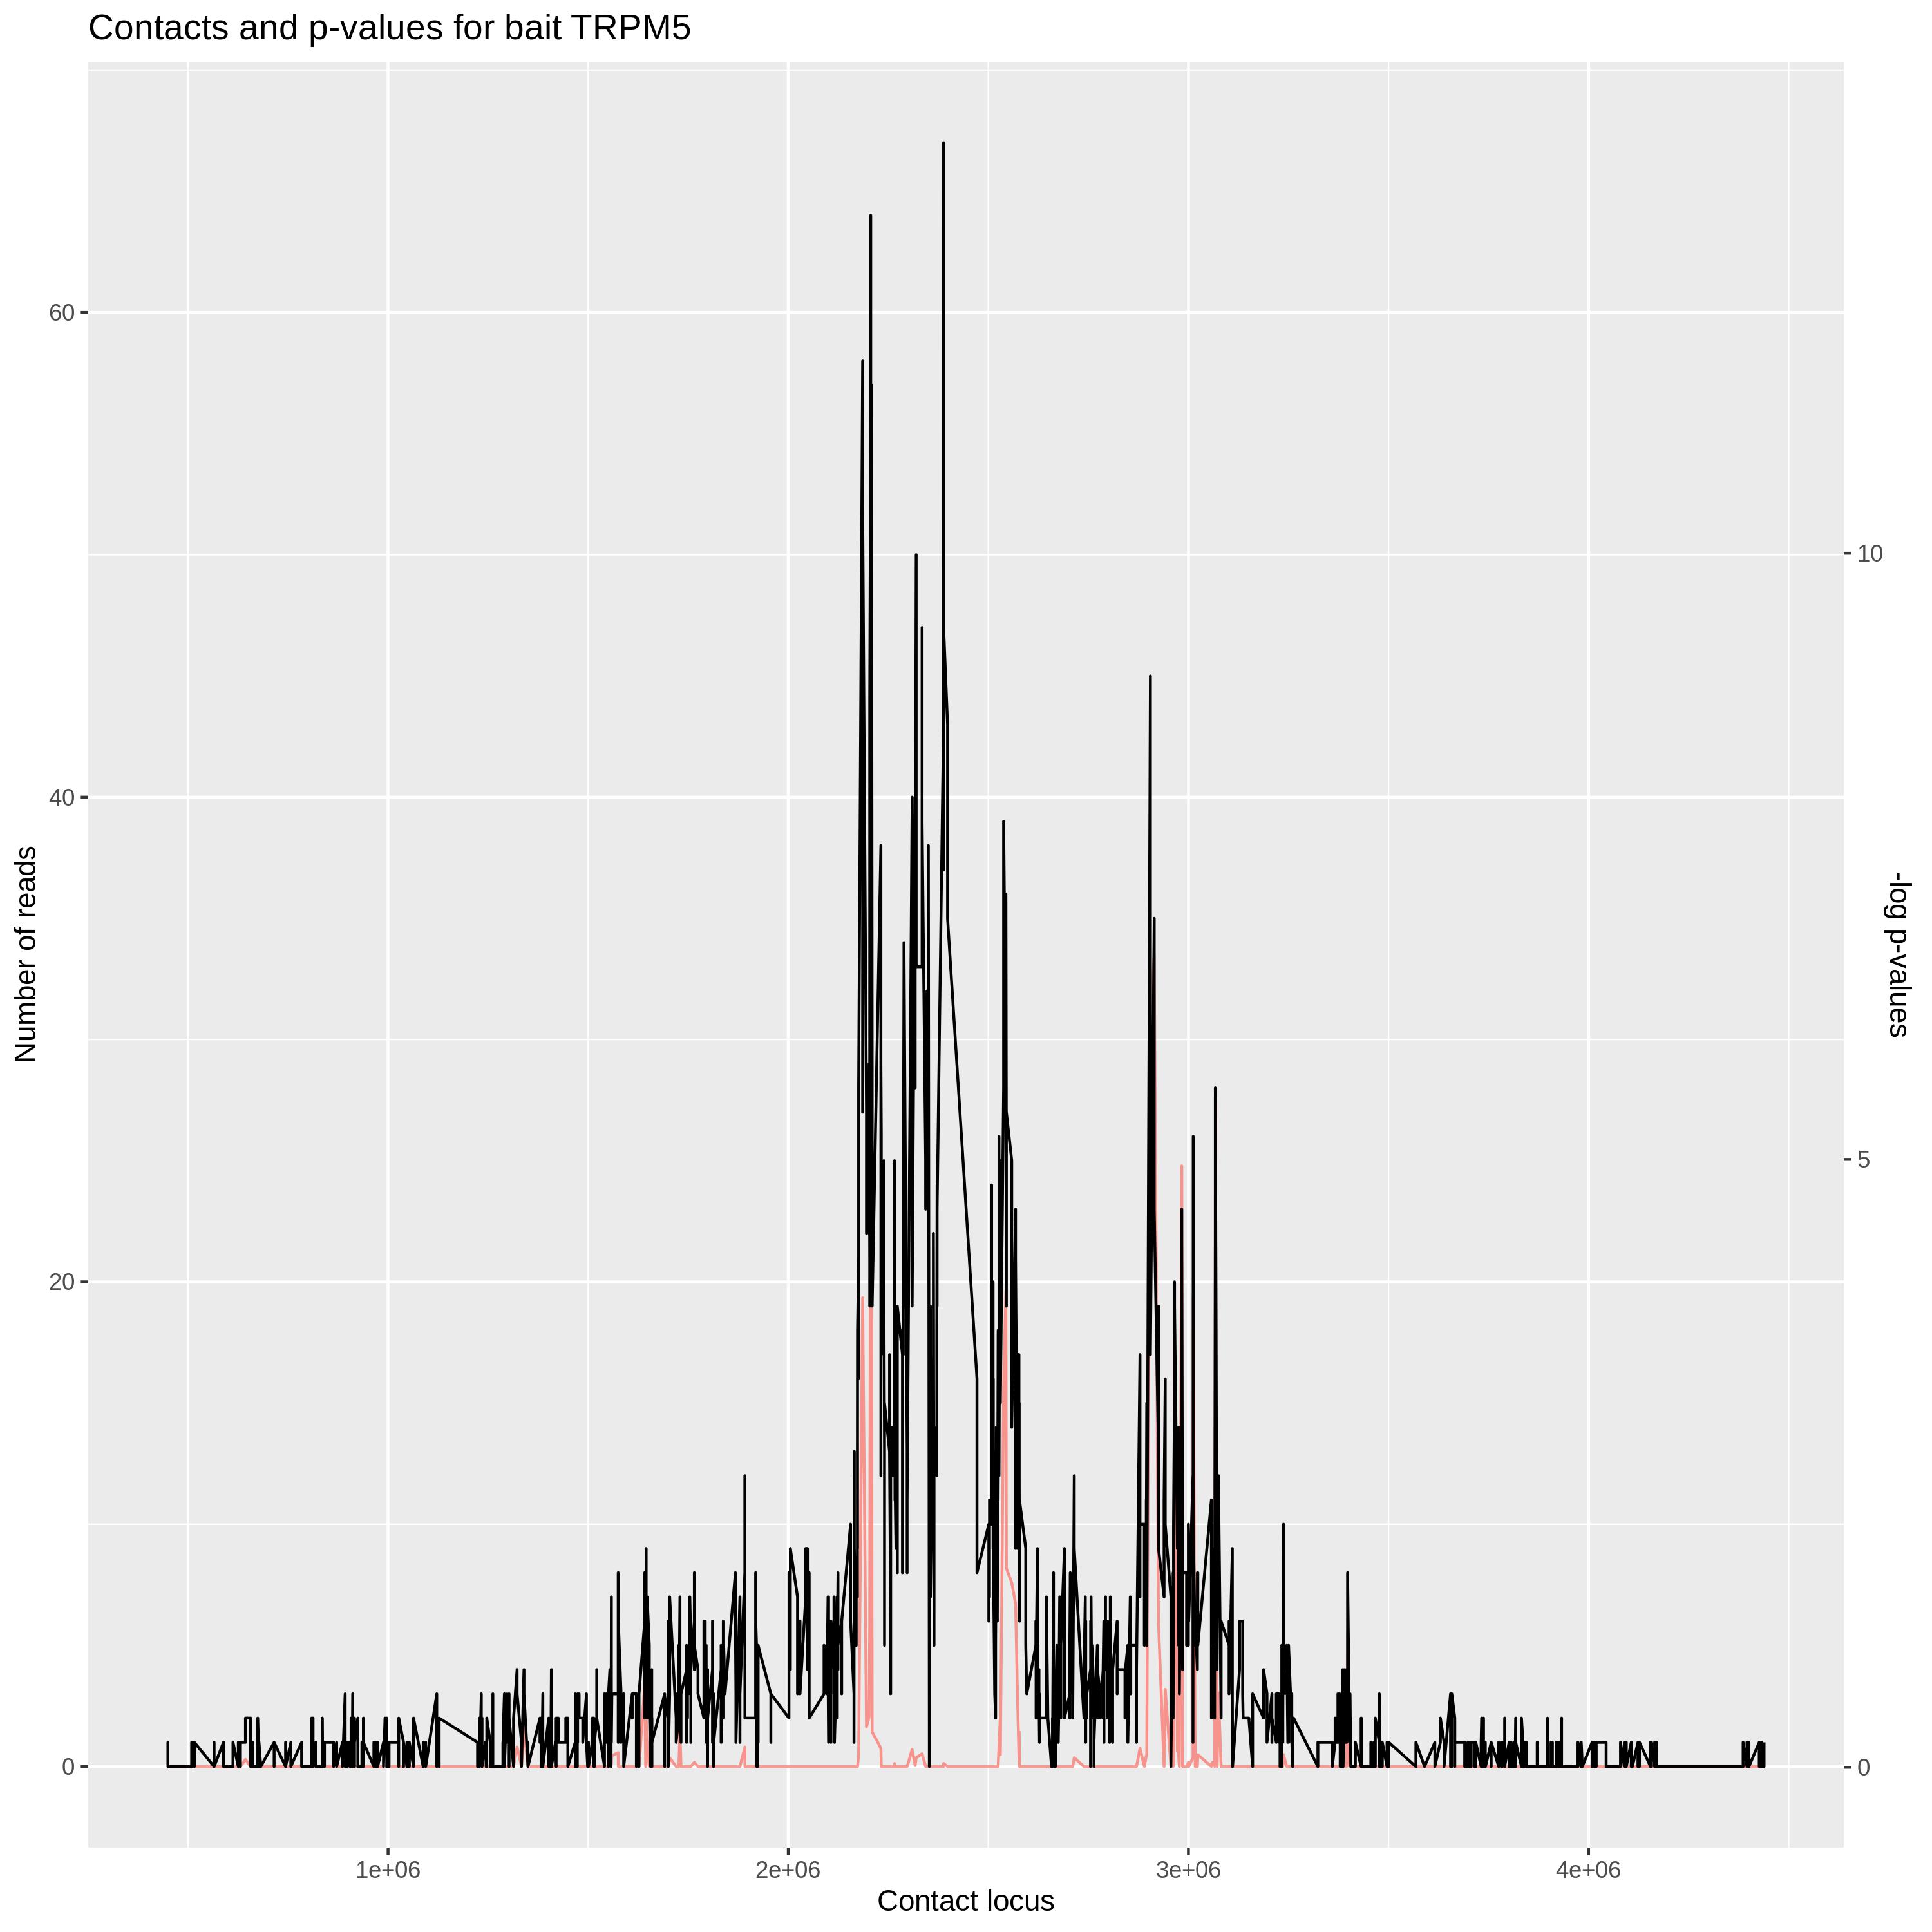 Contacts and p-values for bait TRPM5
60
40
20
0
Number of reads
10
5
0
-log p-values
1e+06
2e+06
3e+06
4e+06
Contact locus